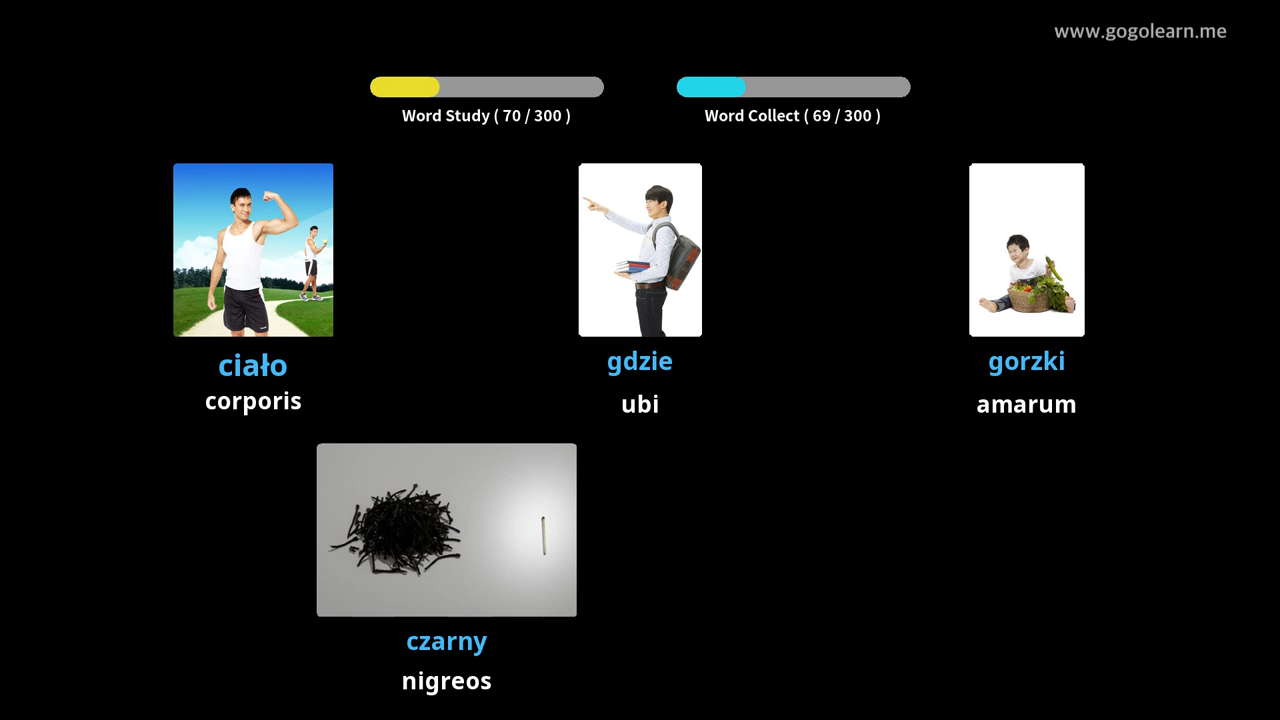 www.gogolearn.me
Word Study ( 70 / 300 )
Word Collect ( 69 / 300 )
ciało
corporis
gdzie
ubi
gorzki
amarum
czarny
nigreos